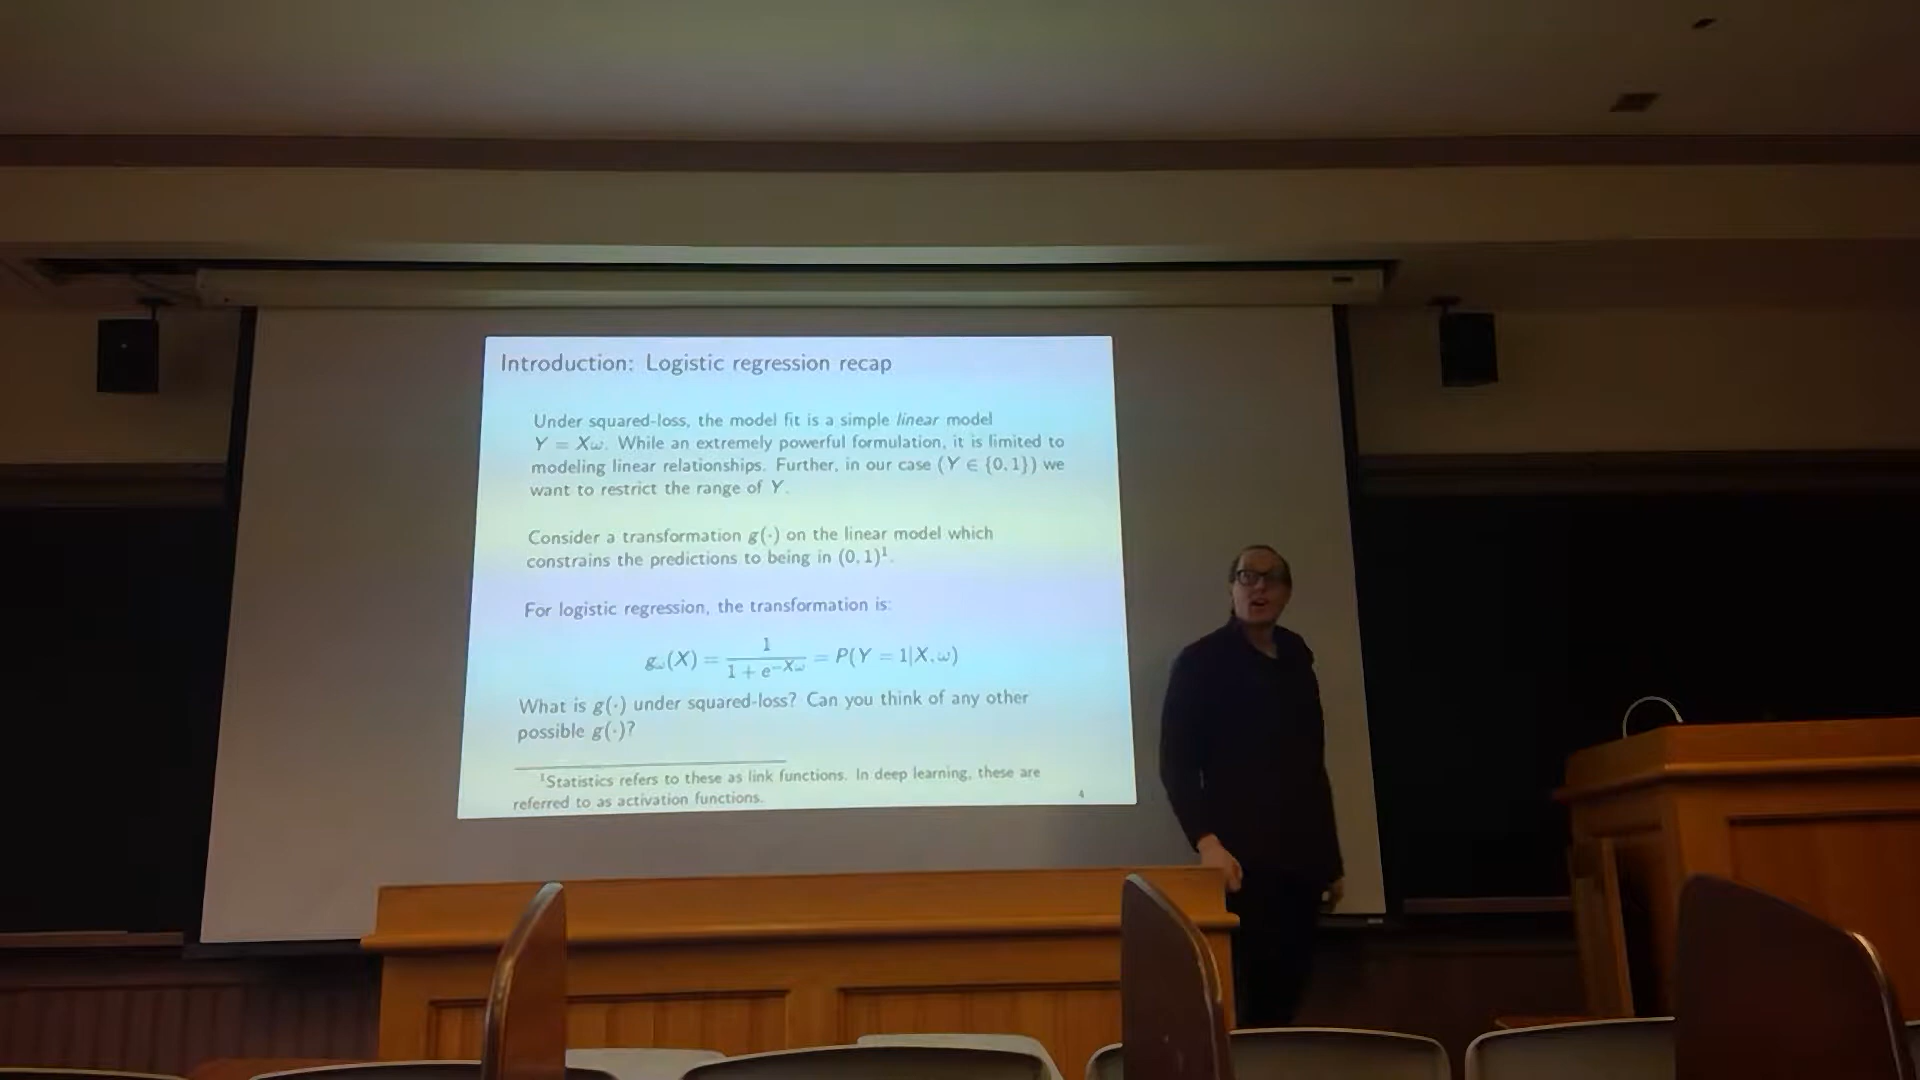 Introduction: Logistic regression recap
Under squared-loss, the model fit is a simple linear model
Y = Xω. While an extremely powerful formulation, it is limited to
modeling linear relationships. Further, in our case (Y ∈ {0,1}) we
want to restrict the range of Y.
Consider a transformation g(·) on the linear model which
constrains the predictions to being in (0,1)¹.
For logistic regression, the transformation is:
g_ω(X) = 1 / (1 + e^{-Xω}) = P(Y = 1|X, ω)
What is g(·) under squared-loss? Can you think of any other
possible g(·)?
¹Statistics refers to these as link functions. In deep learning, these are
referred to as activation functions.
4